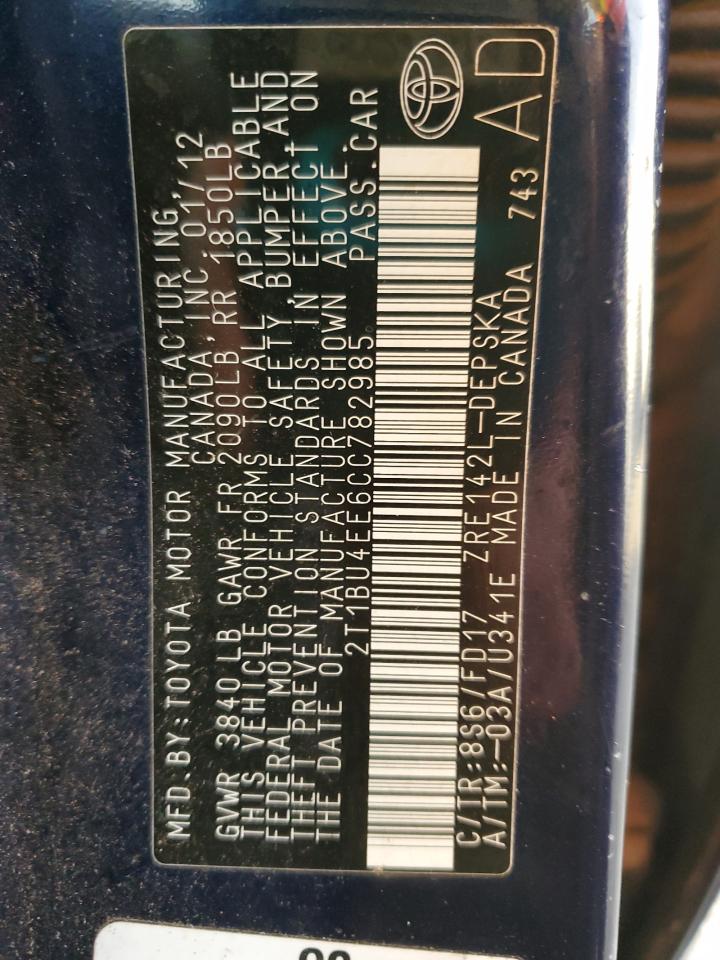 MFD.BY:TOYOTA MOTOR MANUFACTURING,
CANADA, INC. 01/12
GVWR 3840 LB GAWR FR 2090LB, RR 1850LB
THIS VEHICLE CONFORMS TO ALL APPLICABLE
FEDERAL MOTOR VEHICLE SAFETY, BUMPER AND
THEFT PREVENTION STANDARDS IN EFFECT ON
THE DATE OF MANUFACTURE SHOWN ABOVE.
2T1BU4EE6CC782985 PASS.CAR
C/TR:8S6/FD17 ZRE142L-DEPSKA
A/TM:-03A/U341E MADE IN CANADA 743
AD